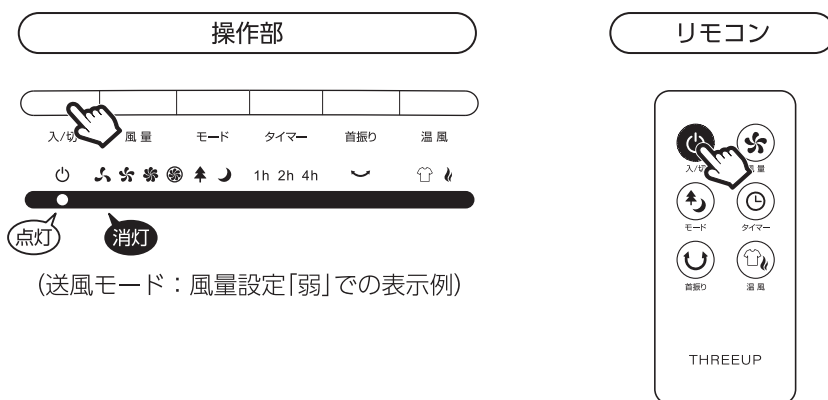 操作部
入/切 風量 モード タイマー 首振り 温風
1h 2h 4h
点灯 消灯
(送風モード：風量設定「弱」での表示例)
リモコン
入/切 風量
モード タイマー
首振り 温風
THREEUP